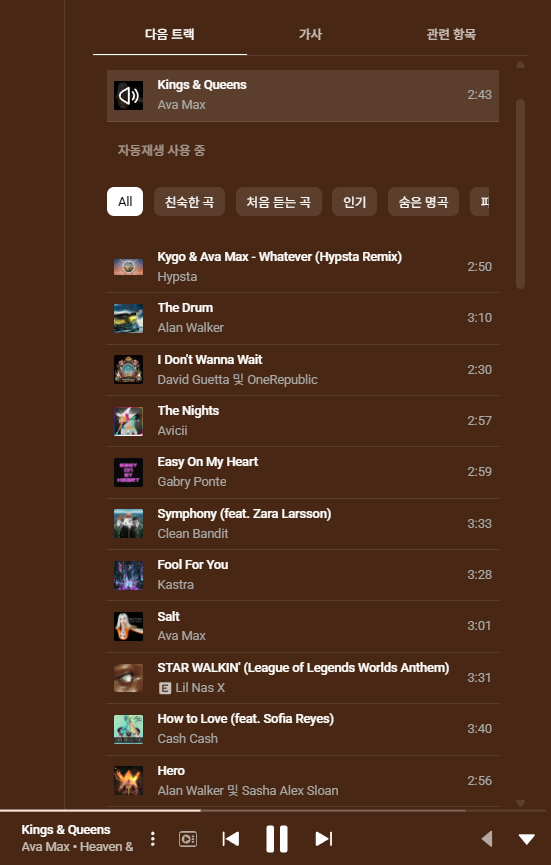 다음 트랙
가사
관련 항목
Kings & Queens
Ava Max
2:43
자동재생 사용 중
All
친숙한 곡
처음 듣는 곡
인기
숨은 명곡
Kygo & Ava Max - Whatever (Hypsta Remix)
Hypsta
2:50
The Drum
Alan Walker
3:10
I Don't Wanna Wait
David Guetta 및 OneRepublic
2:30
The Nights
Avicii
2:57
EASY ON MY HEART
Easy On My Heart
Gabry Ponte
2:59
Symphony (feat. Zara Larsson)
Clean Bandit
3:33
Fool For You
Kastra
3:28
Salt
Ava Max
3:01
STAR WALKIN' (League of Legends Worlds Anthem)
E Lil Nas X
3:31
How to Love (feat. Sofia Reyes)
Cash Cash
3:40
Hero
Alan Walker 및 Sasha Alex Sloan
2:56
Kings & Queens
Ava Max • Heaven &